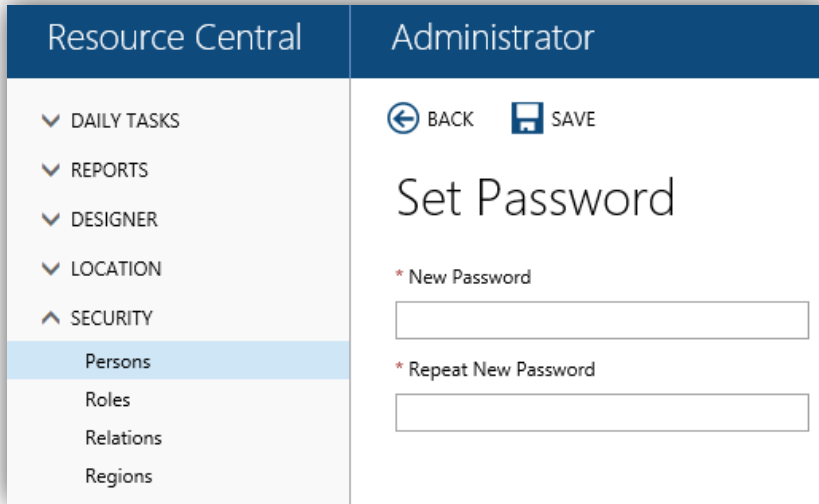 Resource Central
Administrator
DAILY TASKS
REPORTS
DESIGNER
LOCATION
SECURITY
Persons
Roles
Relations
Regions
BACK
SAVE
Set Password
* New Password
* Repeat New Password